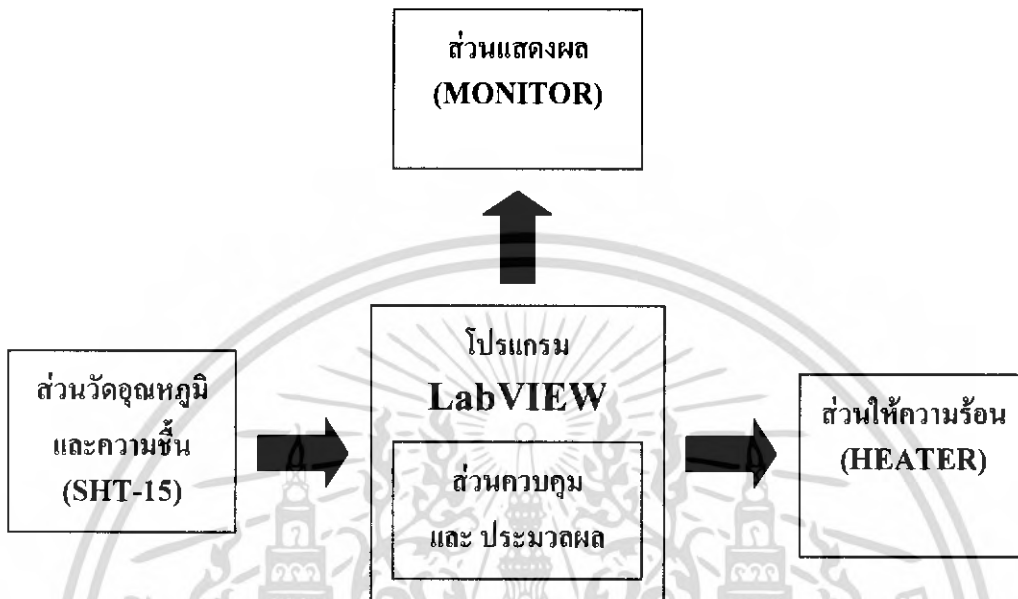 ส่วนแสดงผล
(MONITOR)
ส่วนวัดอุณหภูมิ
และความชื้น
(SHT-15)
โปรแกรม
LabVIEW
ส่วนควบคุม
และ ประมวลผล
ส่วนให้ความร้อน
(HEATER)